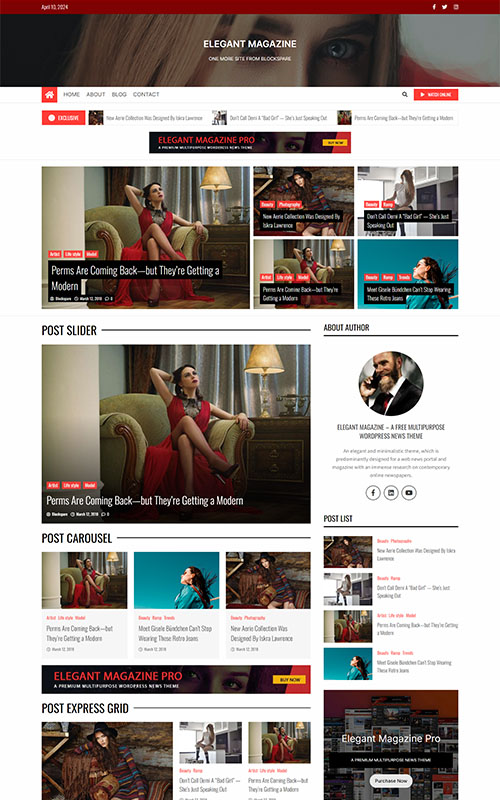 April 10, 2024
ELEGANT MAGAZINE
ONE MORE SITE FROM BLOCKSPARE
HOME ABOUT BLOG CONTACT
WATCH ONLINE
EXCLUSIVE
New Aerie Collection Was Designed By Iskra Lawrence
Don't Call Demi A "Bad Girl" — She's Just Speaking Out
Perms Are Coming Back—but They're Getting a Modern
ELEGANT MAGAZINE PRO
A PREMIUM MULTIPURPOSE WORDPRESS NEWS THEME
BUY NOW
Artist Life style Model
Perms Are Coming Back—but They're Getting a
Modern
Blockspare March 12, 2018 0
Beauty Photography
New Aerie Collection Was Designed By
Iskra Lawrence
Beauty Ramp
Don't Call Demi A "Bad Girl" — She's Just
Speaking Out
Artist Life style Model
Perms Are Coming Back—but They're
Getting a Modern
Beauty Ramp Trends
Meet Gisele Bündchen Can't Stop Wearing
These Retro Jeans
POST SLIDER
Artist Life style Model
Perms Are Coming Back—but They're Getting a Modern
Blockspare March 12, 2018 0
POST CAROUSEL
Artist Life style Model
Perms Are Coming Back—but
They're Getting a Modern
March 12, 2018
Beauty Ramp Trends
Meet Gisele Bündchen Can't Stop
Wearing These Retro Jeans
March 12, 2018
Beauty Photography
New Aerie Collection Was
Designed By Iskra Lawrence
March 12, 2018
ELEGANT MAGAZINE PRO
A PREMIUM MULTIPURPOSE WORDPRESS NEWS THEME
BUY NOW
POST EXPRESS GRID
Beauty Ramp
Don't Call Demi A "Bad
Girl" — She's Just
Speaking Out
Artist Life style Model
Perms Are Coming
Back—but They're
Getting a Modern
ABOUT AUTHOR
ELEGANT MAGAZINE – A FREE MULTIPURPOSE
WORDPRESS NEWS THEME
An elegant and minimalistic theme, which is
predominantly designed for a web news portal and
magazine with an immense research on contemporary
online newspapers.
POST LIST
Beauty Photography
New Aerie Collection Was Designed By Iskra
Lawrence
Beauty Ramp
Don't Call Demi A "Bad Girl" — She's Just
Speaking Out
Artist Life style Model
Perms Are Coming Back—but They're Getting
a Modern
Beauty Ramp Trends
Meet Gisele Bündchen Can't Stop Wearing
These Retro Jeans
Elegant Magazine Pro
A PREMIUM MULTIPURPOSE WORDPRESS NEWS THEME
Purchase Now